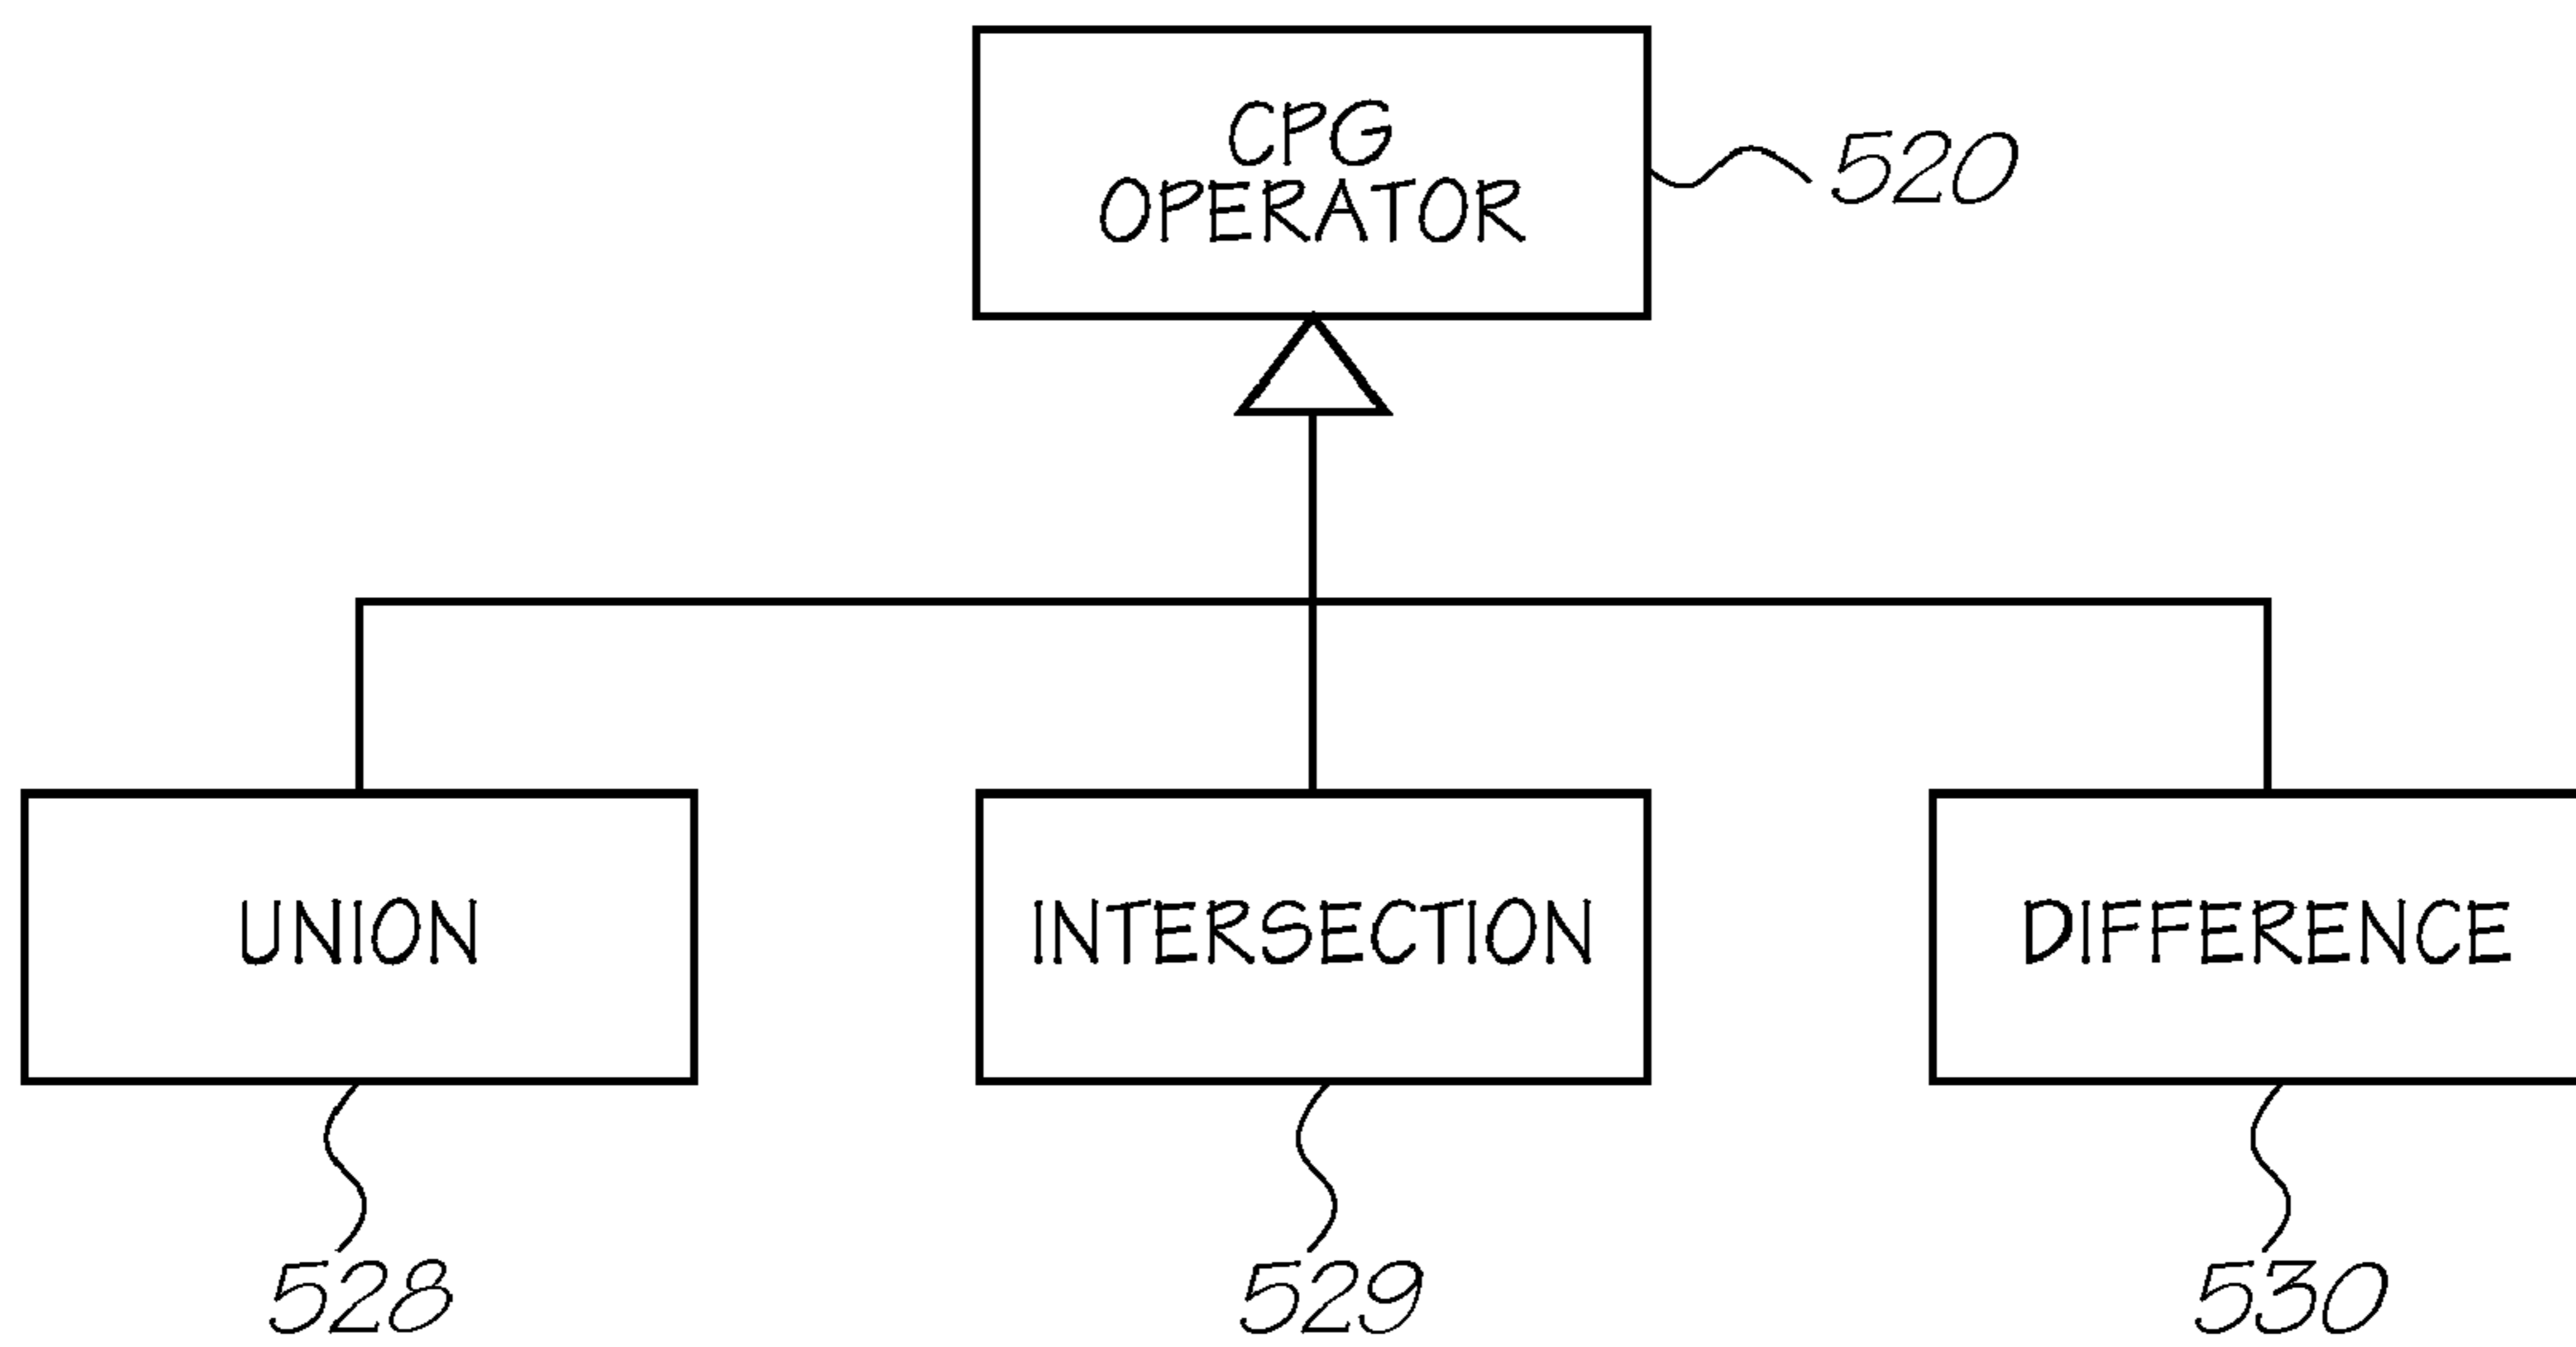 CPG
OPERATOR
520
UNION
INTERSECTION
DIFFERENCE
528
529
530